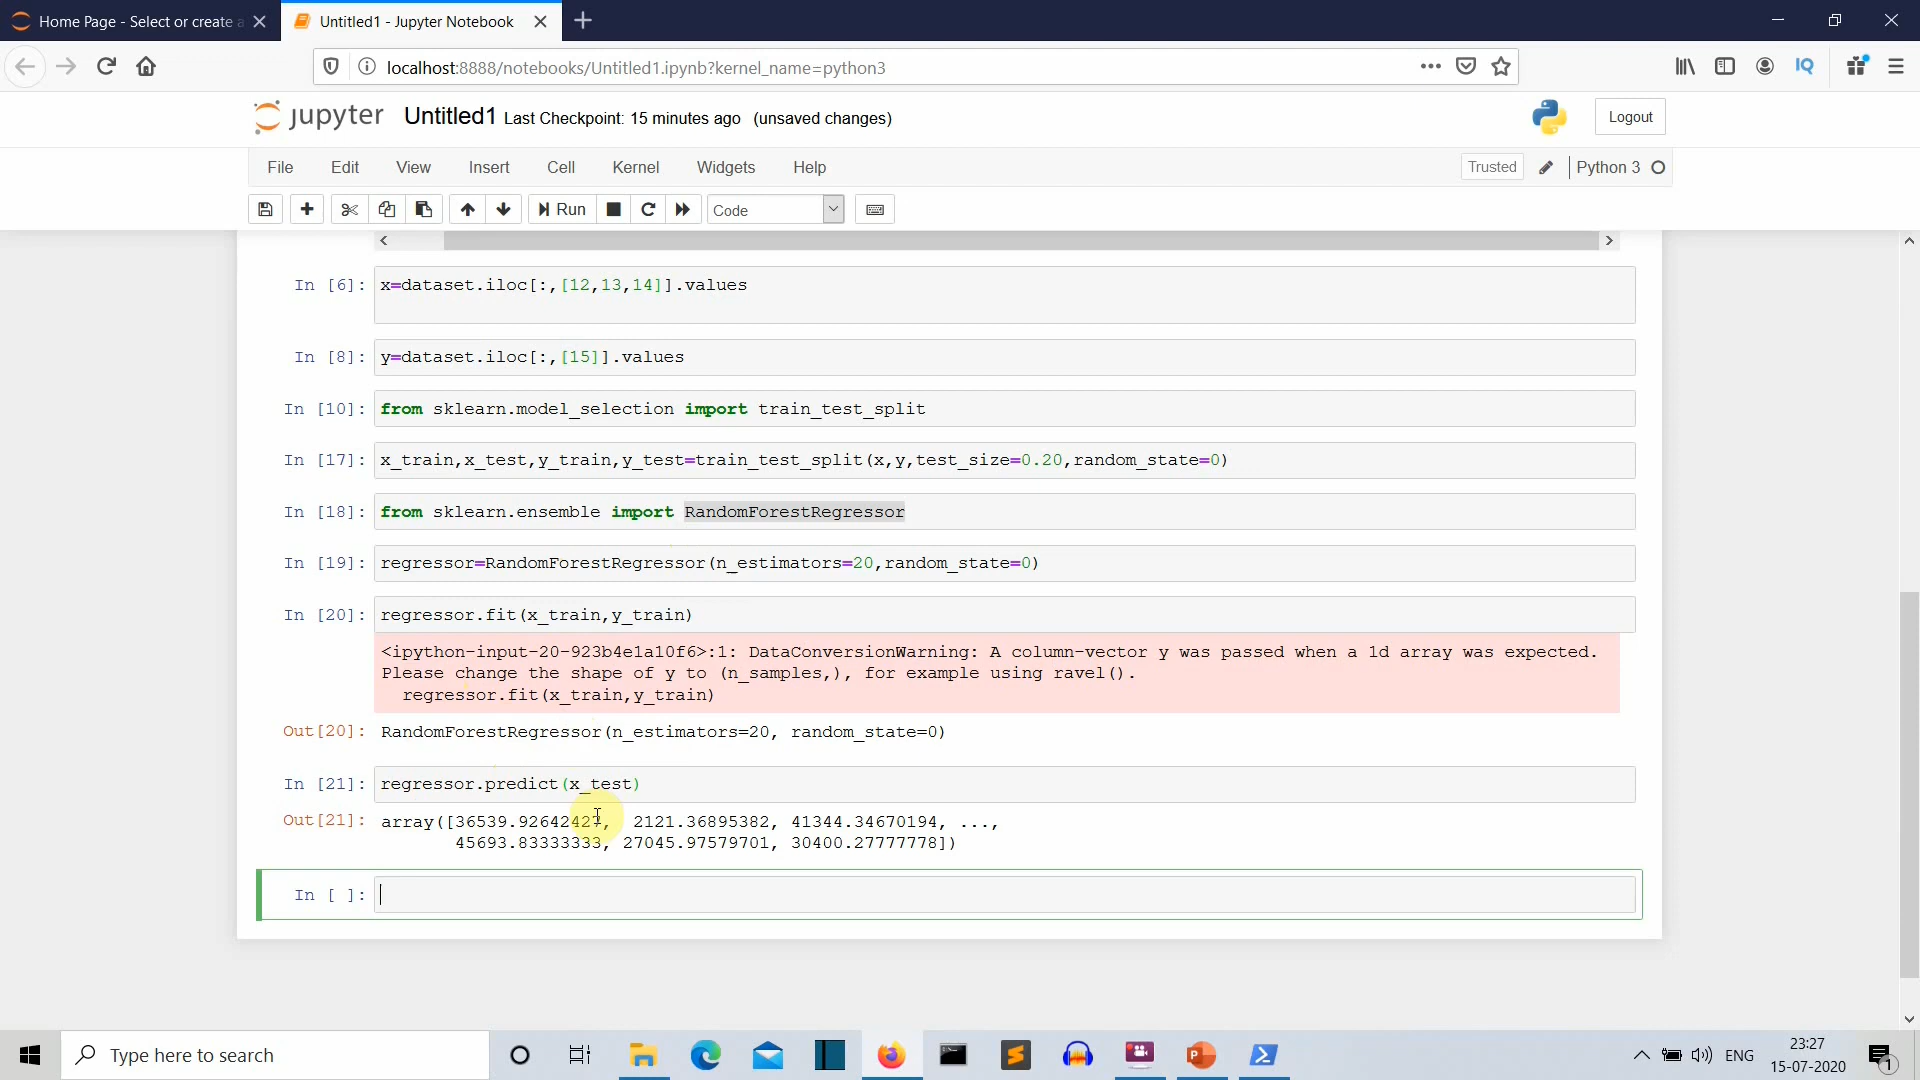 Home Page - Select or create a
Untitled1 - Jupyter Notebook
localhost:8888/notebooks/Untitled1.ipynb?kernel_name=python3
jupyter Untitled1 Last Checkpoint: 15 minutes ago (unsaved changes)
Logout
File Edit View Insert Cell Kernel Widgets Help
Trusted
Python 3
Run
Code
In [6]: x=dataset.iloc[:,[12,13,14]].values
In [8]: y=dataset.iloc[:,[15]].values
In [10]: from sklearn.model_selection import train_test_split
In [17]: x_train,x_test,y_train,y_test=train_test_split(x,y,test_size=0.20,random_state=0)
In [18]: from sklearn.ensemble import RandomForestRegressor
In [19]: regressor=RandomForestRegressor(n_estimators=20,random_state=0)
In [20]: regressor.fit(x_train,y_train)
<ipython-input-20-923b4e1a10f6>:1: DataConversionWarning: A column-vector y was passed when a 1d array was expected.
Please change the shape of y to (n_samples,), for example using ravel().
regressor.fit(x_train,y_train)
Out[20]: RandomForestRegressor(n_estimators=20, random_state=0)
In [21]: regressor.predict(x_test)
Out[21]: array([36539.92642427, 2121.36895382, 41344.34670194, ...,
45693.83333333, 27045.97579701, 30400.27777778])
In [ ]:
Type here to search
ENG
23:27
15-07-2020
1
IQ